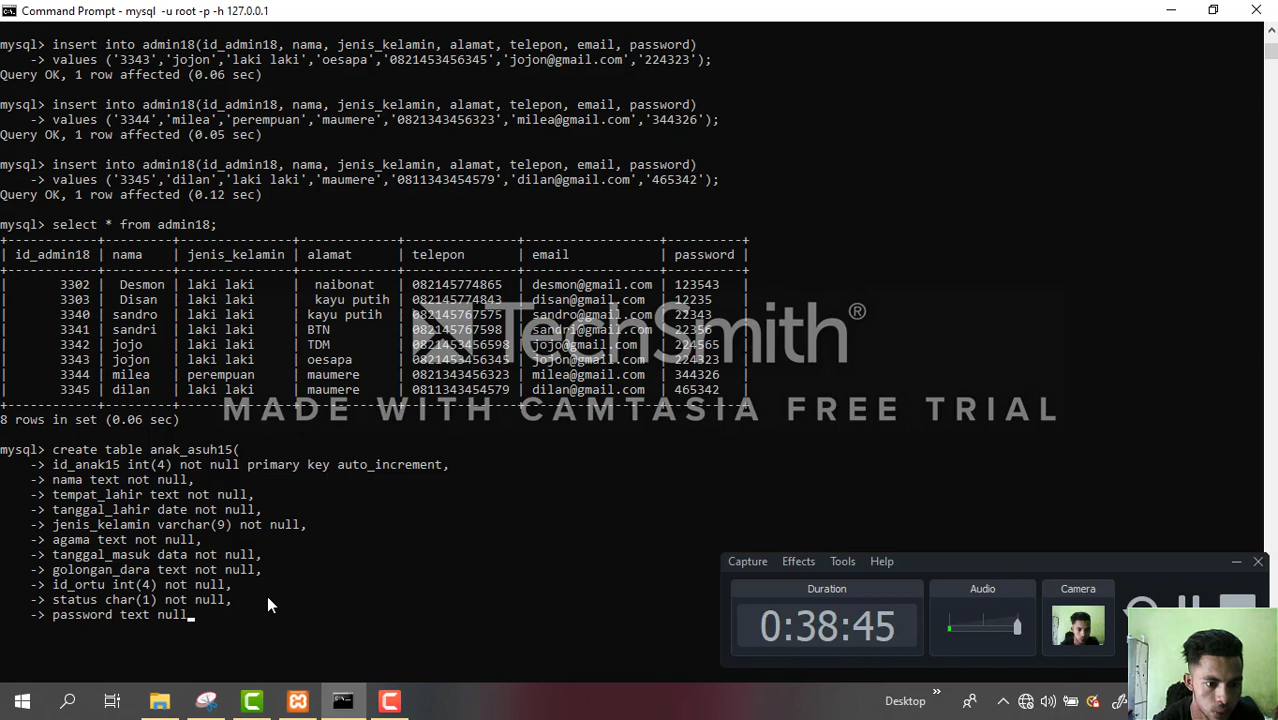 Command Prompt - mysql -u root -p -h 127.0.0.1
mysql> insert into admin18(id_admin18, nama, jenis_kelamin, alamat, telepon, email, password)
-> values ('3343','jojon','laki laki','oesapa','0821453456345','jojon@gmail.com','224323');
Query OK, 1 row affected (0.06 sec)
mysql> insert into admin18(id_admin18, nama, jenis_kelamin, alamat, telepon, email, password)
-> values ('3344','milea','perempuan','maumere','0821343456323','milea@gmail.com','344326');
Query OK, 1 row affected (0.05 sec)
mysql> insert into admin18(id_admin18, nama, jenis_kelamin, alamat, telepon, email, password)
-> values ('3345','dilan','laki laki','maumere','0811343454579','dilan@gmail.com','465342');
Query OK, 1 row affected (0.12 sec)
mysql> select * from admin18;
| id_admin18 | nama | jenis_kelamin | alamat | telepon | email | password |
| 3302 | Desmon | laki laki | naibonat | 082145774865 | desmon@gmail.com | 123543 |
| 3303 | Disan | laki laki | kayu putih | 082145774843 | disan@gmail.com | 12235 |
| 3340 | sandro | laki laki | kayu putih | 082145767575 | sandro@gmail.com | 22343 |
| 3341 | sandri | laki laki | BTN | 082145767598 | sandri@gmail.com | 22356 |
| 3342 | jojo | laki laki | TDM | 0821453456598 | jojo@gmail.com | 224565 |
| 3343 | jojon | laki laki | oesapa | 0821453456345 | jojon@gmail.com | 224323 |
| 3344 | milea | perempuan | maumere | 0821343456323 | milea@gmail.com | 344326 |
| 3345 | dilan | laki laki | maumere | 0811343454579 | dilan@gmail.com | 465342 |
8 rows in set (0.06 sec)
TechSmith®
MADE WITH CAMTASIA FREE TRIAL
mysql> create table anak_asuh15(
-> id_anak15 int(4) not null primary key auto_increment,
-> nama text not null,
-> tempat_lahir text not null,
-> tanggal_lahir date not null,
-> jenis_kelamin varchar(9) not null,
-> agama text not null,
-> tanggal_masuk data not null,
-> golongan_dara text not null,
-> id_ortu int(4) not null,
-> status char(1) not null,
-> password text null_
Capture Effects Tools Help
Duration Audio Camera
0:38:45
Desktop